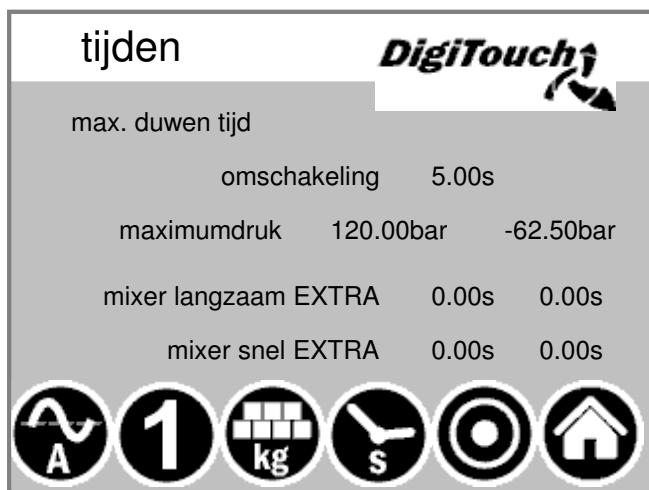 tijden DigiTouch
max. duwen tijd
omschakeling 5.00s
maximumdruk 120.00bar -62.50bar
mixer langzaam EXTRA 0.00s 0.00s
mixer snel EXTRA 0.00s 0.00s
A 1 kg s